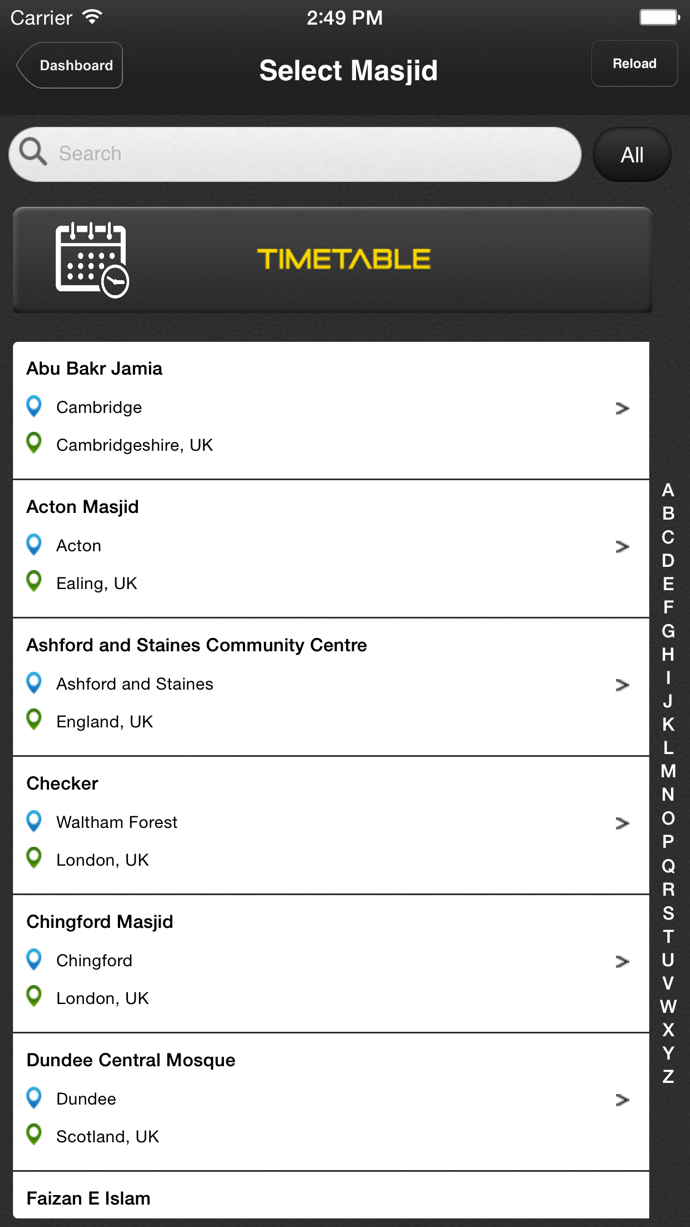 Carrier 2:49 PM
Dashboard Select Masjid Reload
Search All
TIMETABLE
Abu Bakr Jamia
Cambridge
>
Cambridgeshire, UK
Acton Masjid
Acton
>
Ealing, UK
Ashford and Staines Community Centre
Ashford and Staines
>
England, UK
Checker
Waltham Forest
>
London, UK
Chingford Masjid
Chingford
>
London, UK
Dundee Central Mosque
Dundee
>
Scotland, UK
Faizan E Islam
A
B
C
D
E
F
G
H
I
J
K
L
M
N
O
P
Q
R
S
T
U
V
W
X
Y
Z